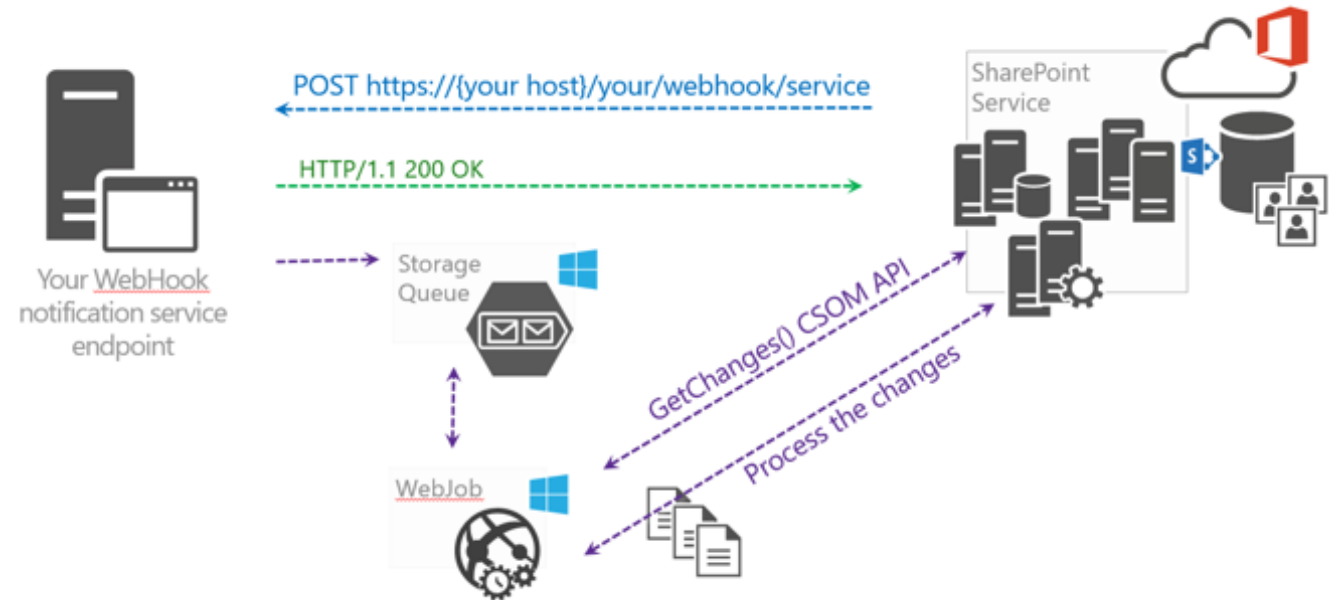 POST https://{your host}/your/webhook/service
SharePoint
Service
S
HTTP/1.1 200 OK
Your WebHook
notification service
endpoint
Storage
Queue
GetChanges() CSOM API
Process the changes
WebJob